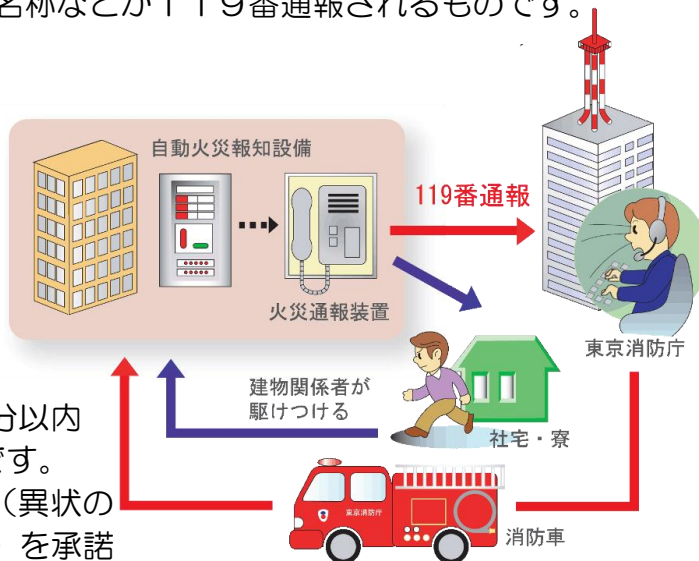 名称などが119番通報されるものです。
自動火災報知設備
119番通報
火災通報装置
東京消防庁
建物関係者が
駆けつける
社宅・寮
分以内
です。
(異状の
を承諾
東京消防庁
消防車